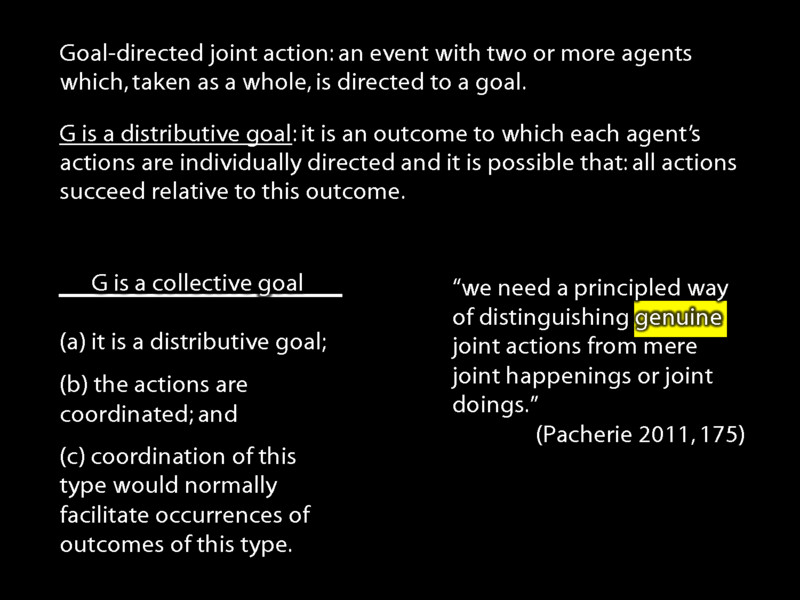 Goal-directed joint action: an event with two or more agents
which, taken as a whole, is directed to a goal.
G is a distributive goal: it is an outcome to which each agent’s
actions are individually directed and it is possible that: all actions
succeed relative to this outcome.
G is a collective goal
(a) it is a distributive goal;
(b) the actions are
coordinated; and
(c) coordination of this
type would normally
facilitate occurrences of
outcomes of this type.
“we need a principled way
of distinguishing genuine
joint actions from mere
joint happenings or joint
doings.”
(Pacherie 2011, 175)